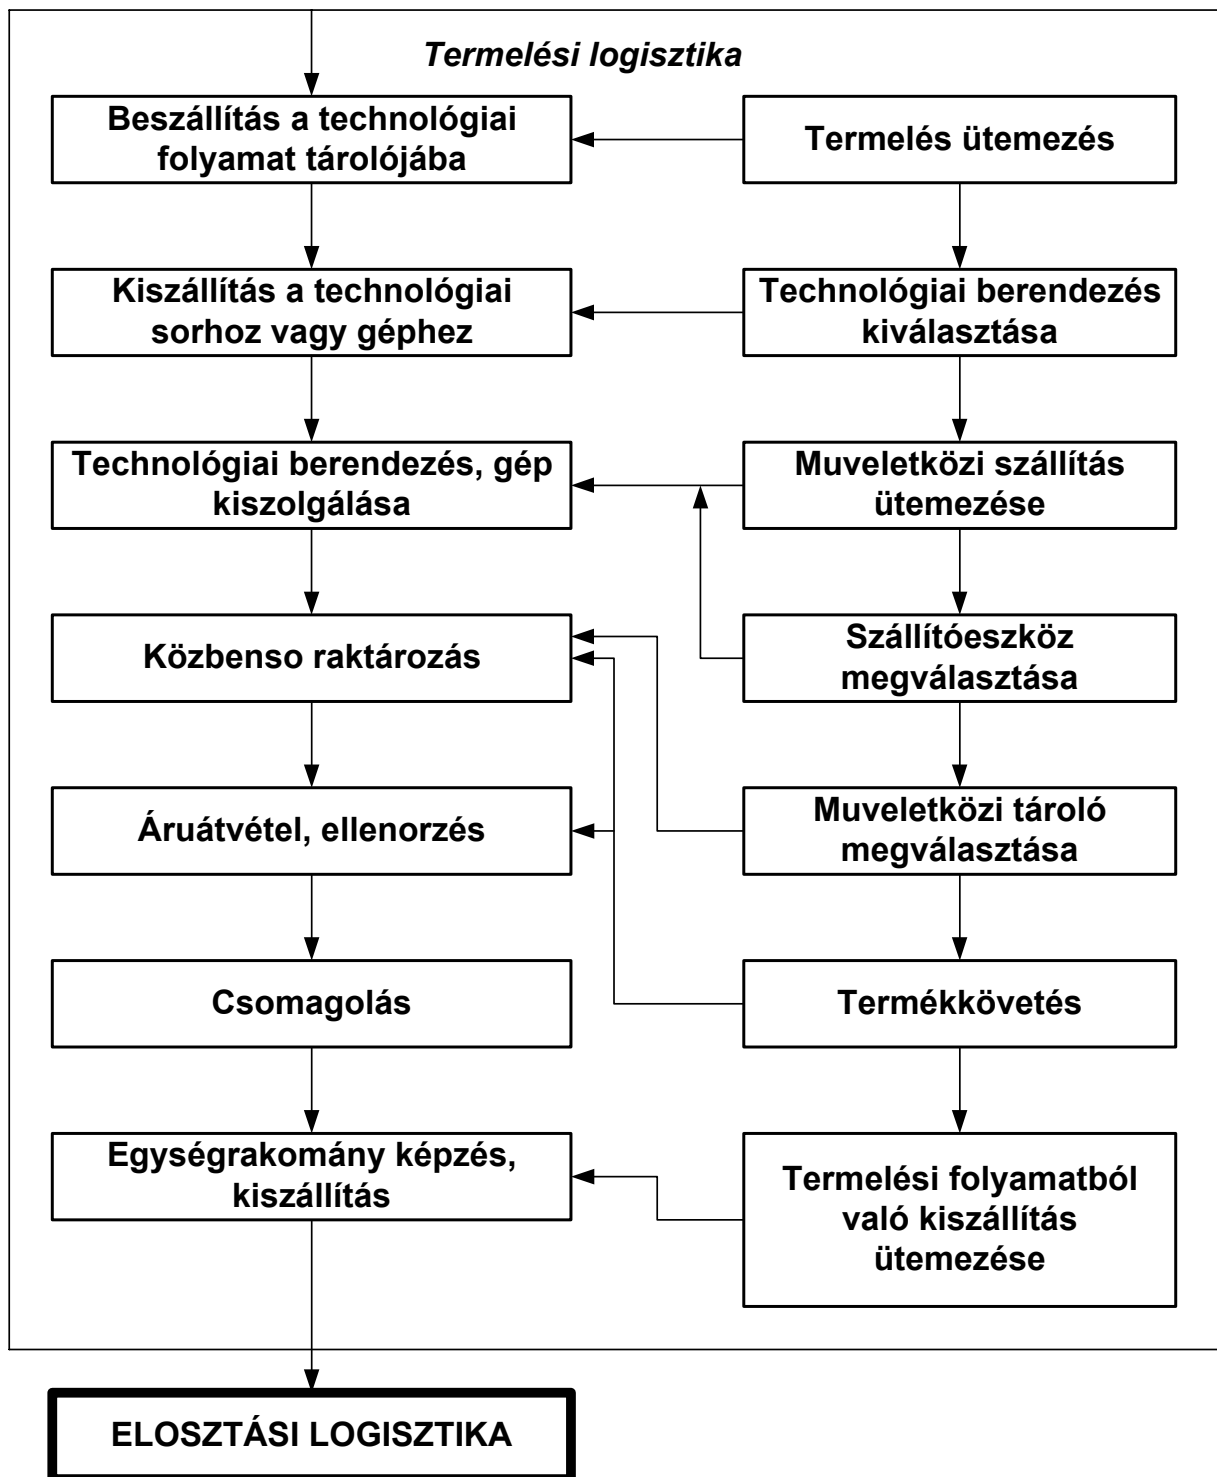 Termelési logisztika
Beszállítás a technológiai
folyamat tárolójába
Termelés ütemezés
Kiszállítás a technológiai
sorhoz vagy géphez
Technológiai berendezés
kiválasztása
Technológiai berendezés, gép
kiszolgálása
Muveletközi szállítás
ütemezése
Közbenso raktározás
Szállítóeszköz
megválasztása
Áruátvétel, ellenorzés
Muveletközi tároló
megválasztása
Csomagolás
Termékkövetés
Egységrakomány képzés,
kiszállítás
Termelési folyamatból
való kiszállítás
ütemezése
ELOSZTÁSI LOGISZTIKA